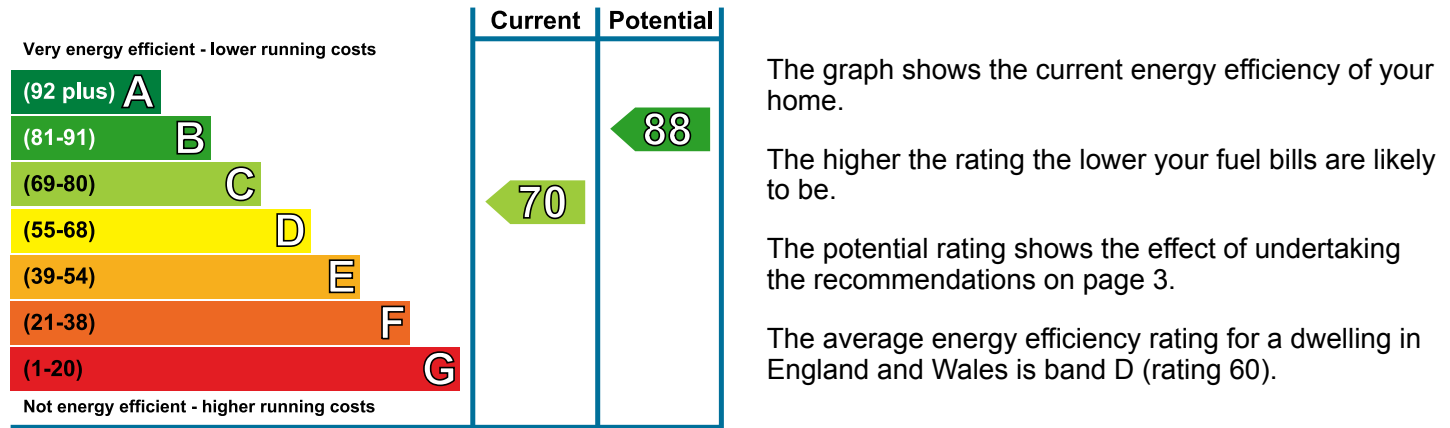 Current Potential
Very energy efficient - lower running costs
(92 plus) A
(81-91) B
88
(69-80) C
70
(55-68) D
(39-54) E
(21-38) F
(1-20) G
Not energy efficient - higher running costs
The graph shows the current energy efficiency of your
home.
The higher the rating the lower your fuel bills are likely
to be.
The potential rating shows the effect of undertaking
the recommendations on page 3.
The average energy efficiency rating for a dwelling in
England and Wales is band D (rating 60).